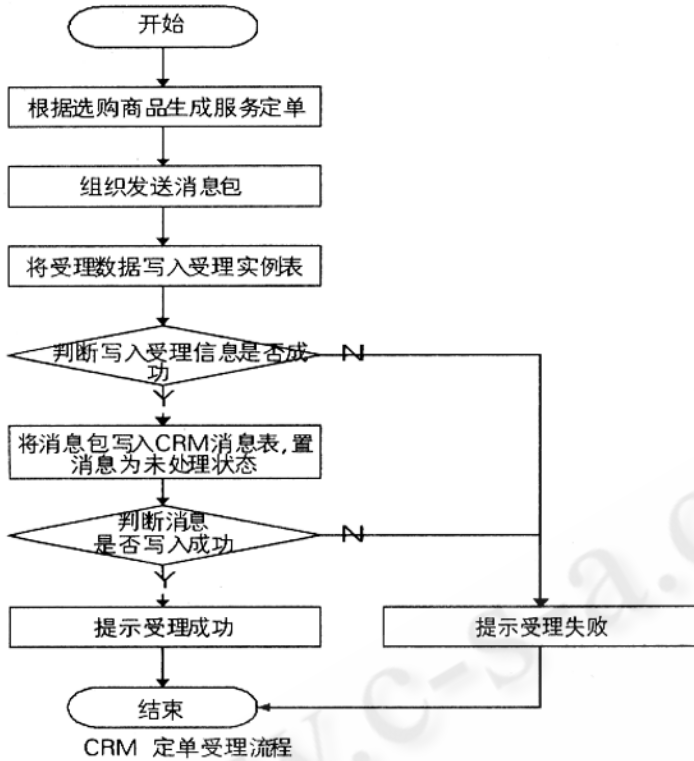 开始
根据选购商品生成服务定单
组织发送消息包
将受理数据写入受理实例表
判断写入受理信息是否成
功
N
Y
将消息包写入CRM消息表,置
消息为未处理状态
判断消息
是否写入成功
N
Y
提示受理成功
提示受理失败
结束
CRM 定单受理流程